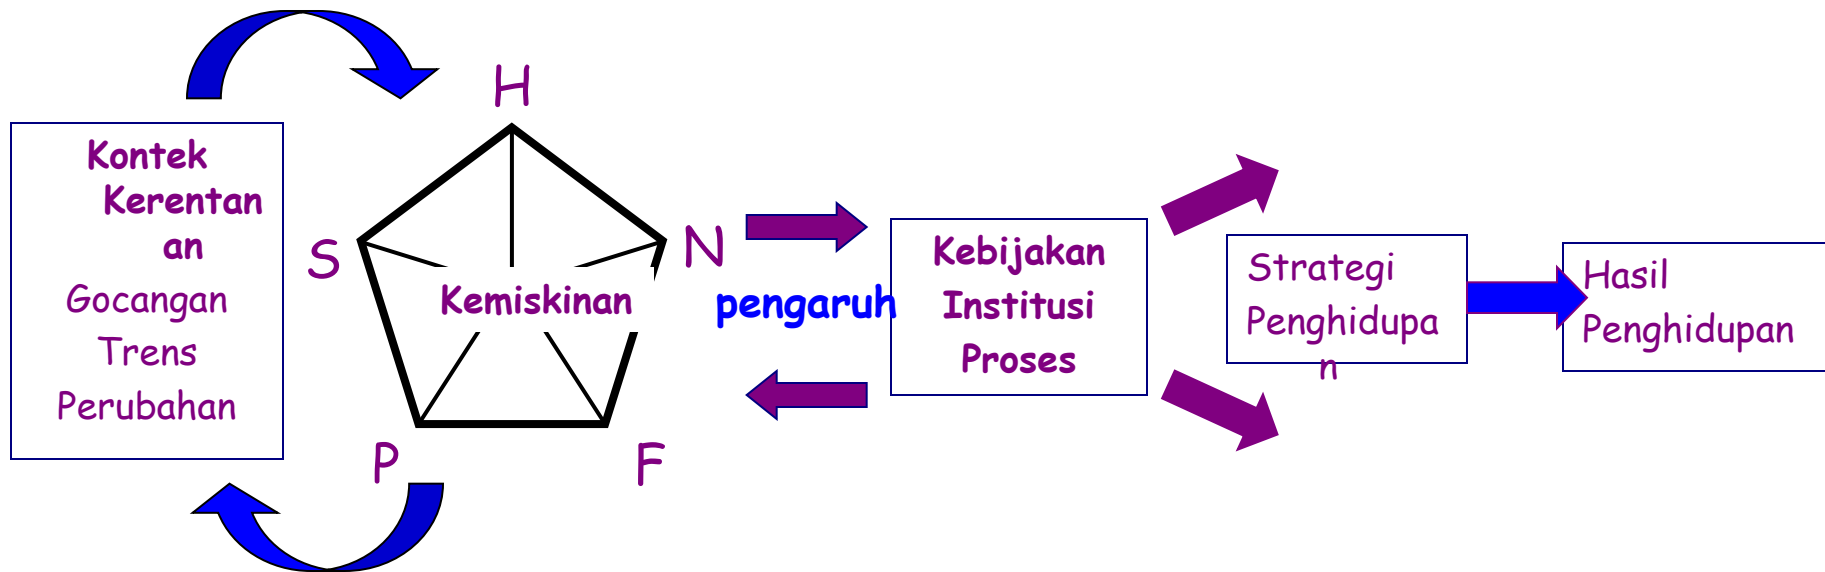 Kontek
Kerentan
an
Gocangan
Trens
Perubahan
H
S
N
P
F
Kemiskinan
pengaruh
Kebijakan
Institusi
Proses
Strategi
Penghidupa
n
Hasil
Penghidupan